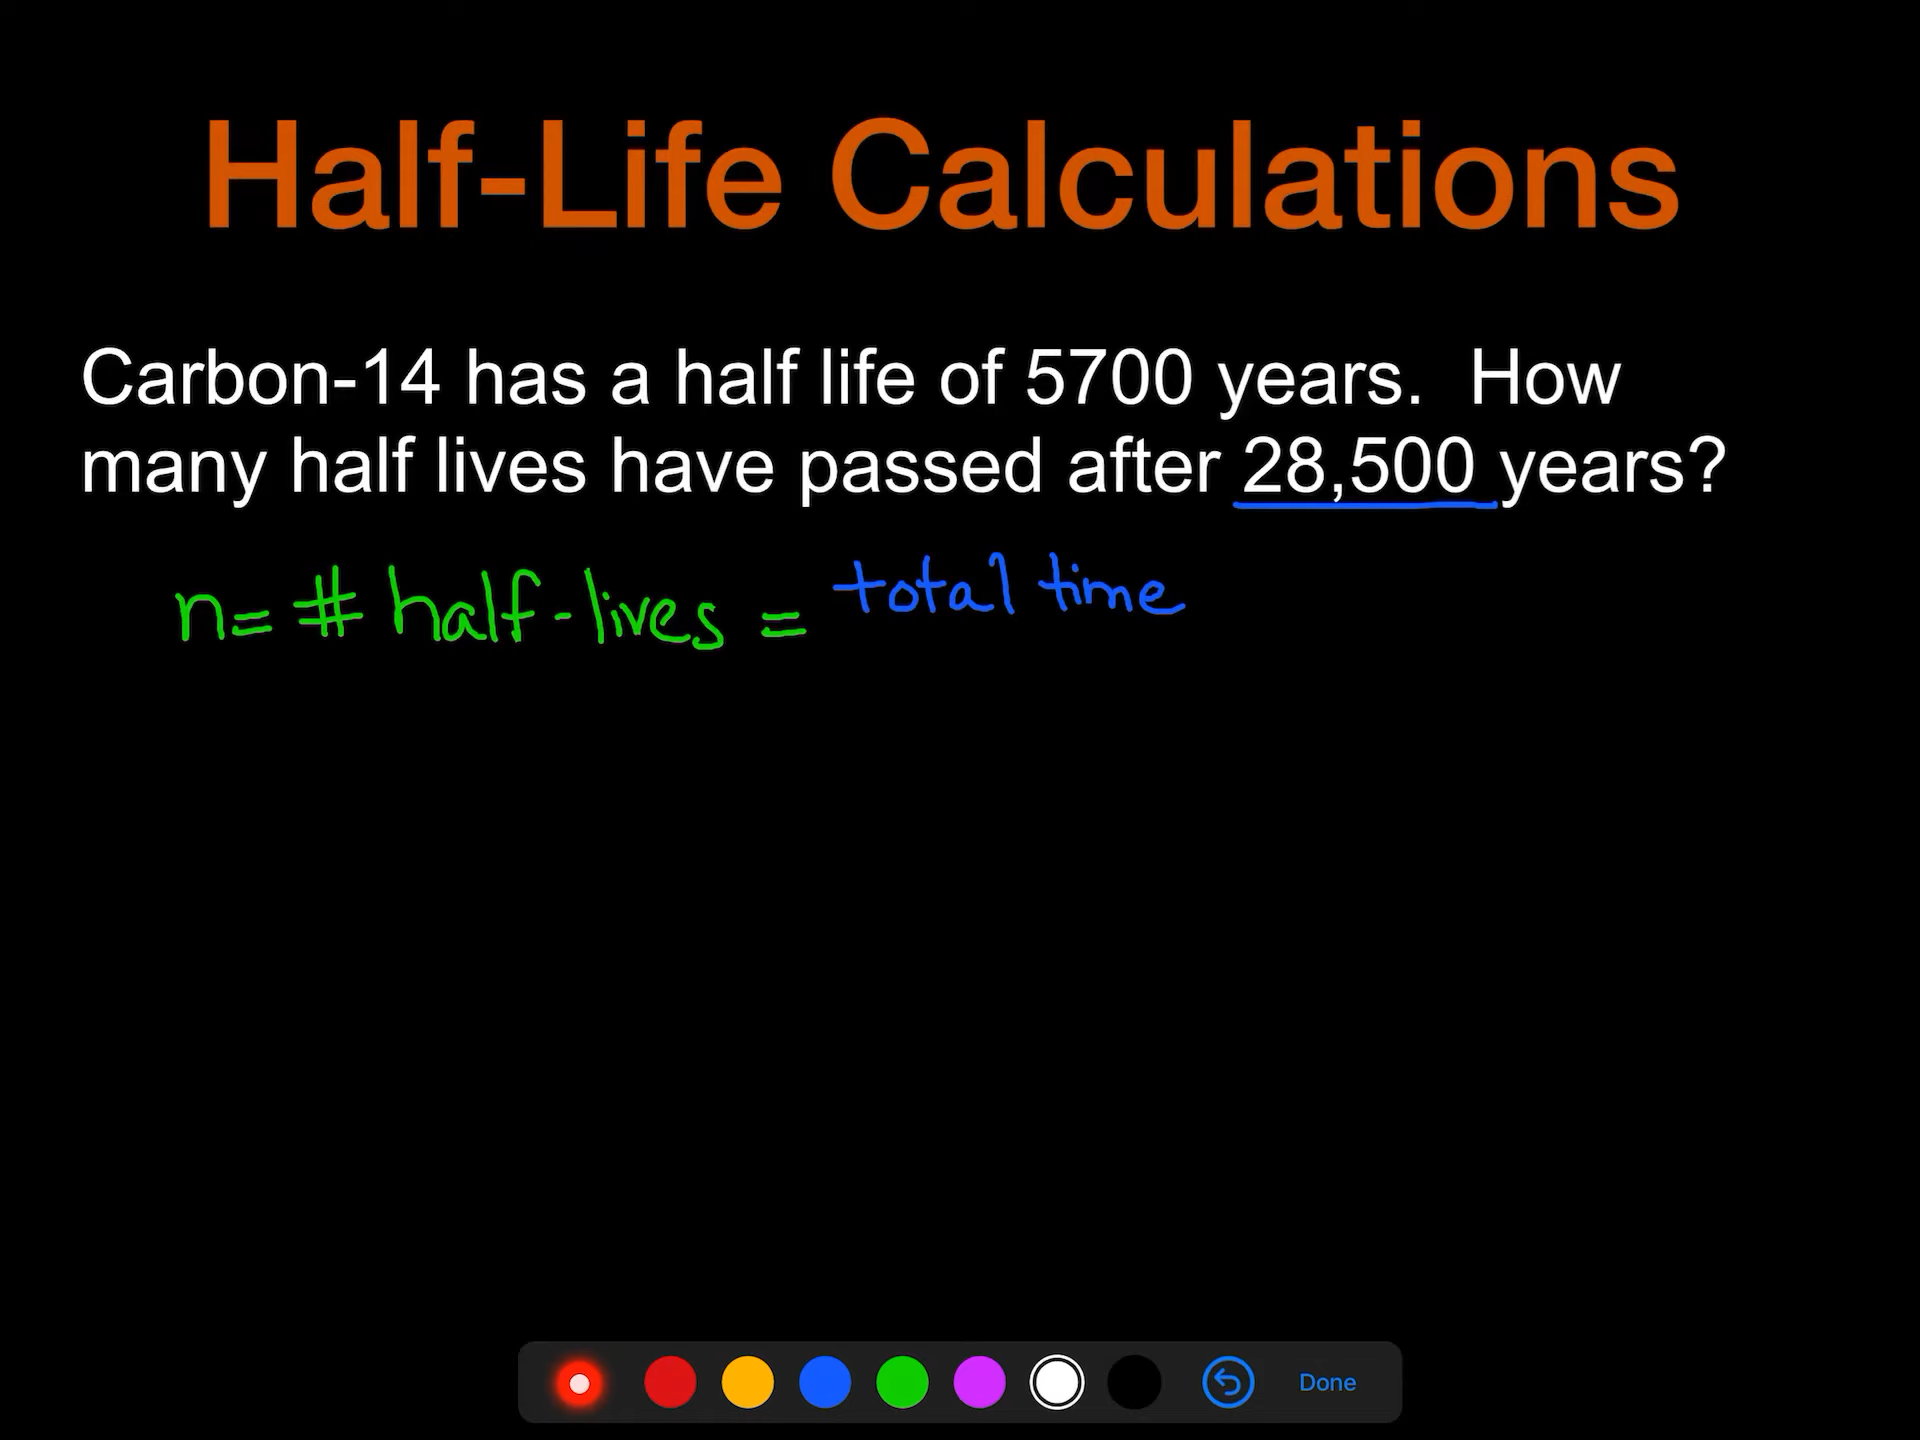 Half-Life Calculations
Carbon-14 has a half life of 5700 years. How
many half lives have passed after 28,500 years?
n= # half-lives = total time
Done